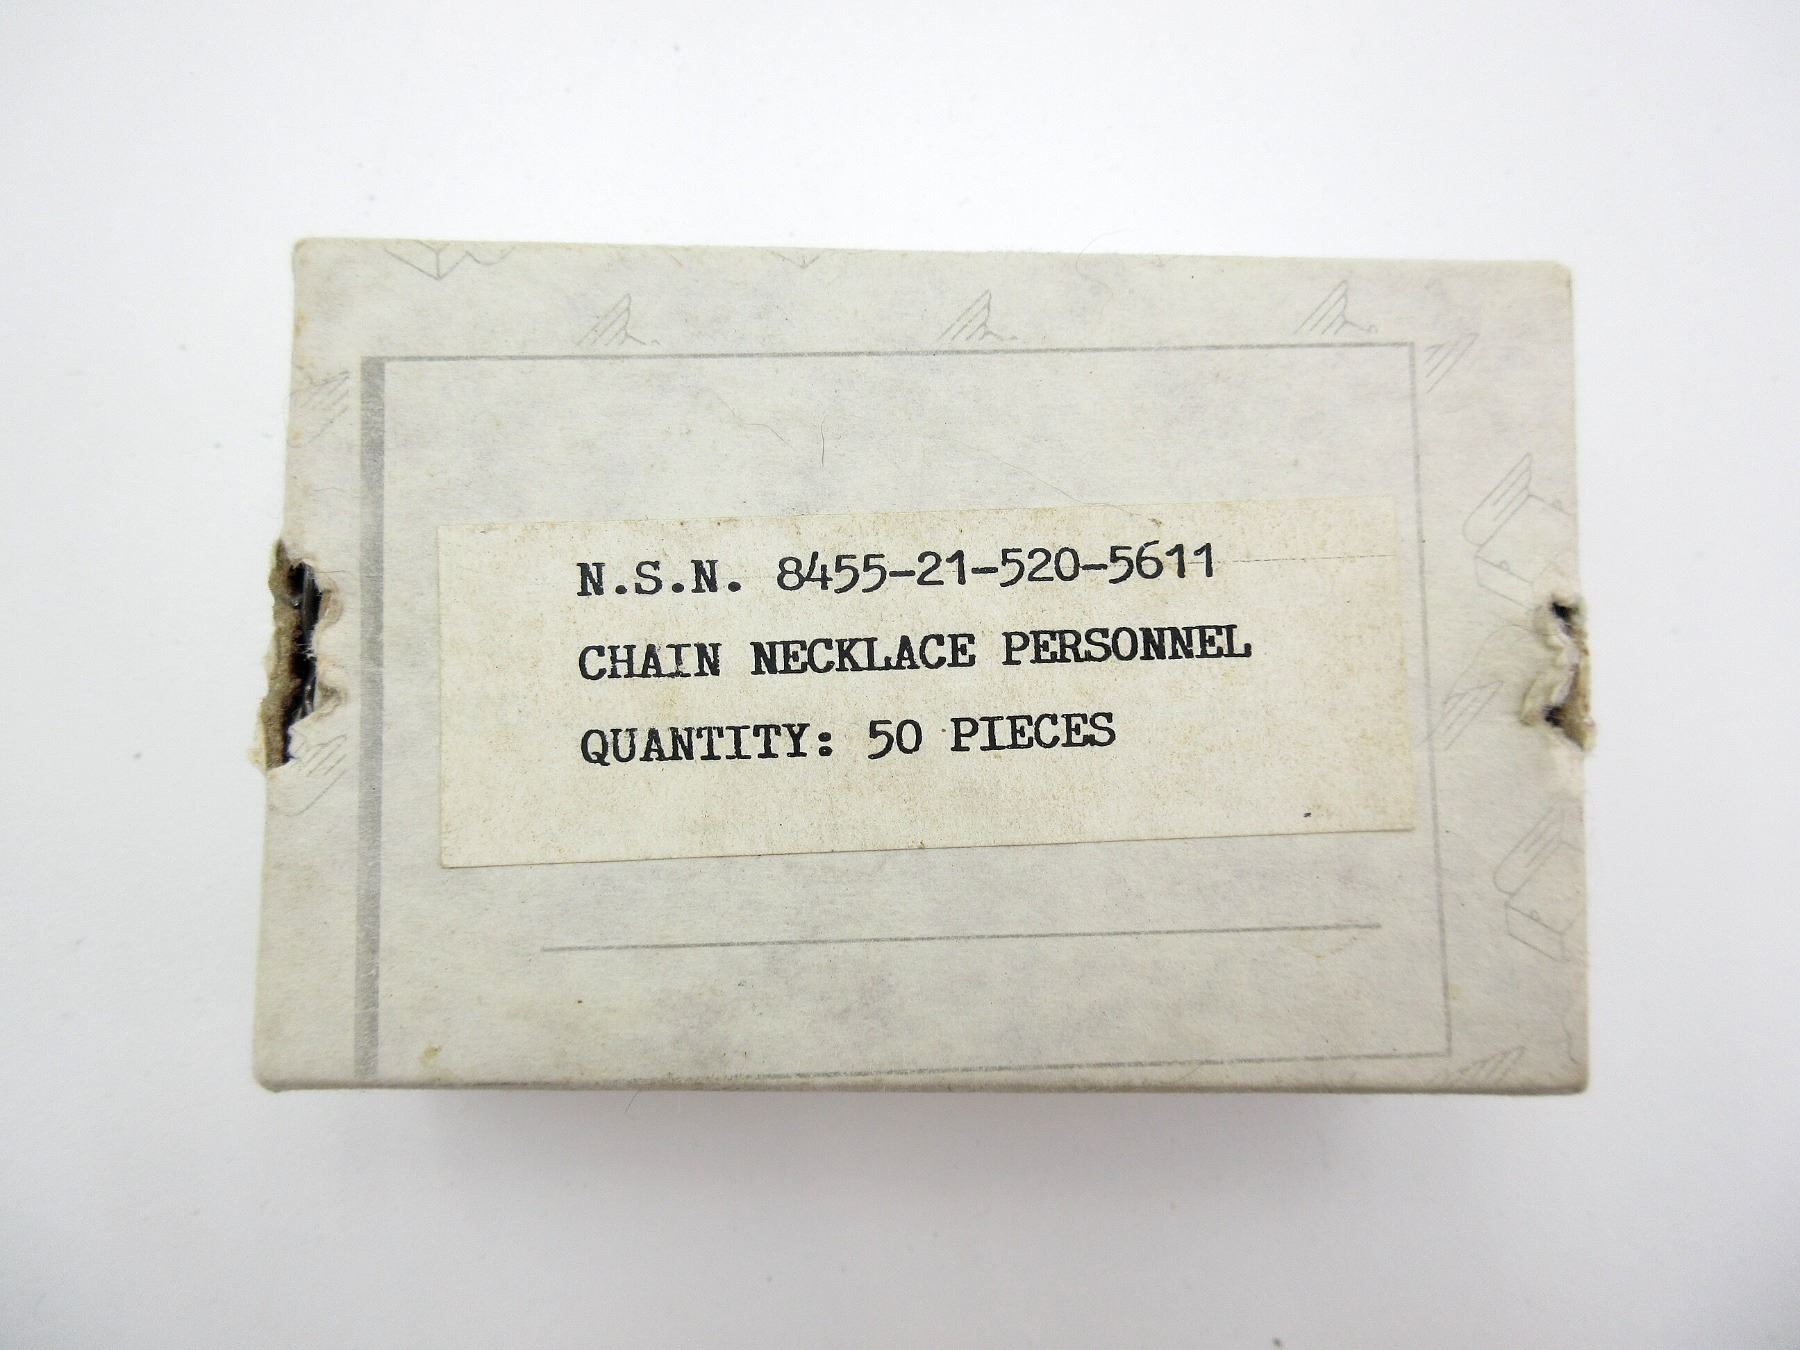 N.S.N. 8455-21-520-5611
CHAIN NECKLACE PERSONNEL
QUANTITY: 50 PIECES